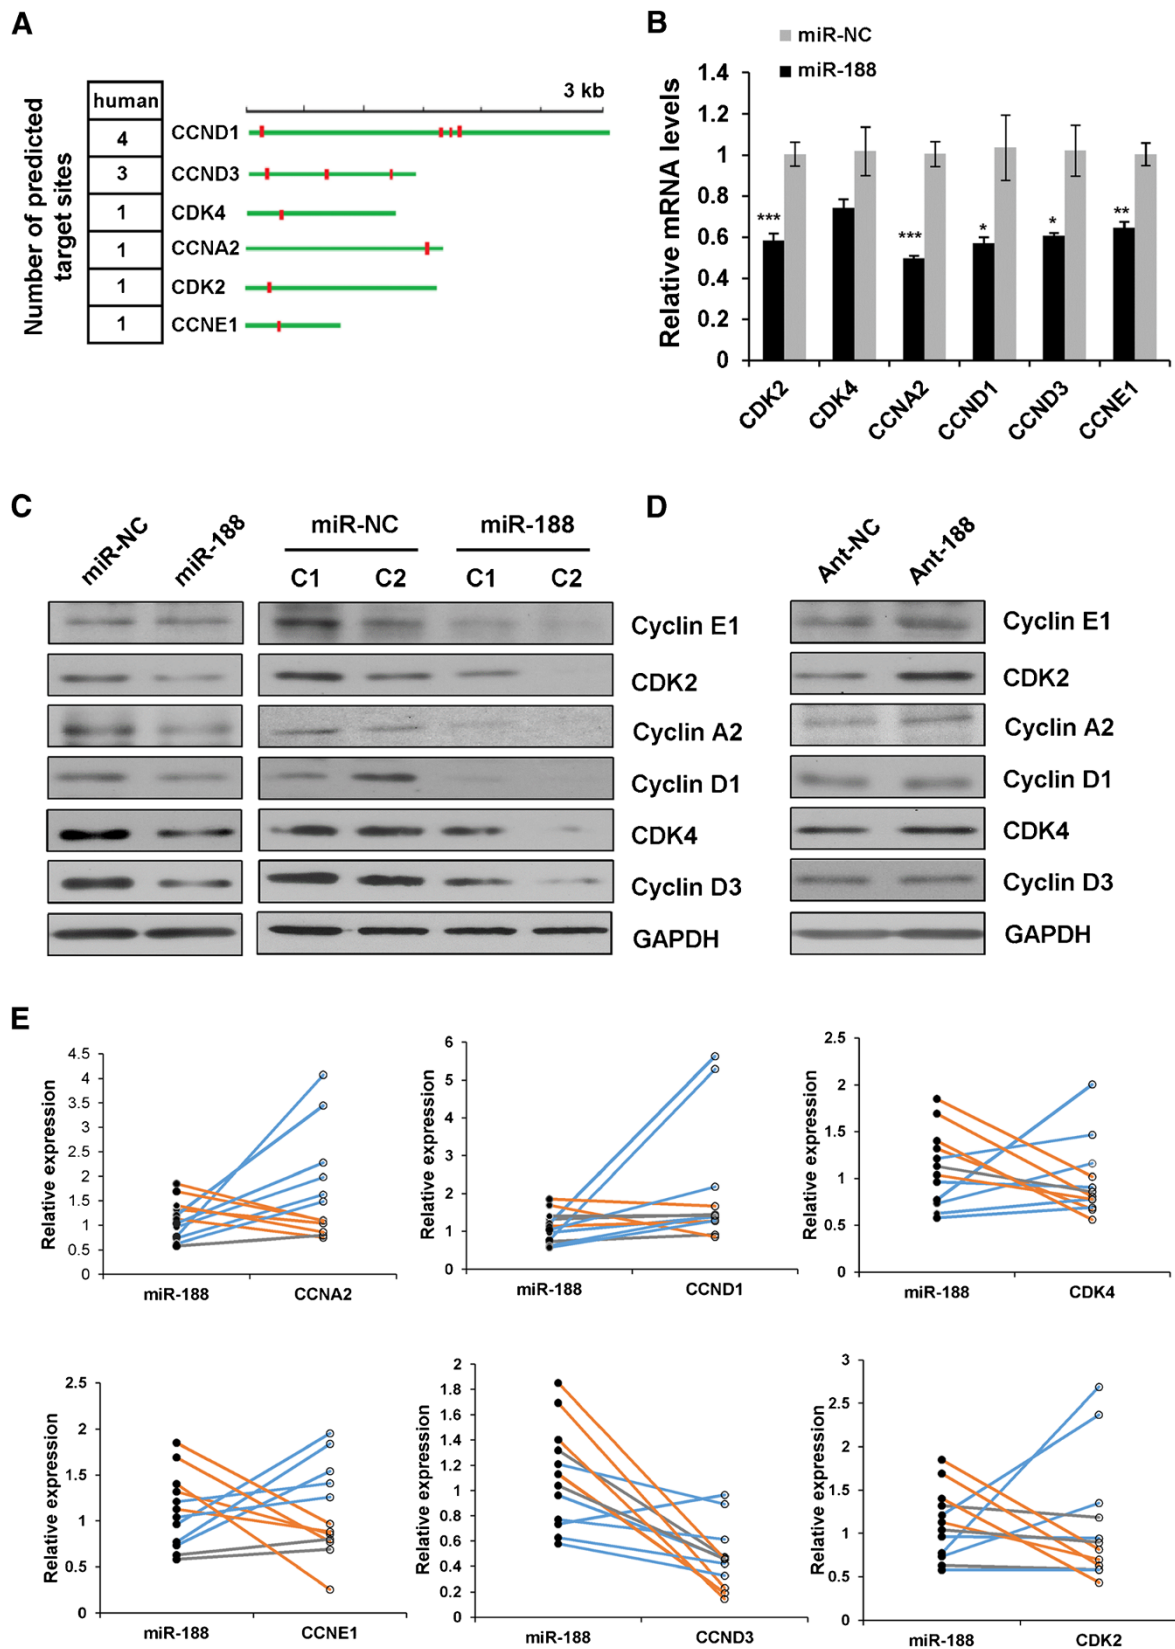 A
Number of predicted
target sites
human
3 kb
4 CCND1
3 CCND3
1 CDK4
1 CCNA2
1 CDK2
1 CCNE1
B
miR-NC
miR-188
Relative mRNA levels
1.4
1.2
1
0.8
0.6
0.4
0.2
0
*** *** * * **
CDK2 CDK4 CCNA2 CCND1 CCND3 CCNE1
C
miR-NC miR-188 miR-NC miR-188
C1 C2 C1 C2
Cyclin E1
CDK2
Cyclin A2
Cyclin D1
CDK4
Cyclin D3
GAPDH
D
Ant-NC Ant-188
Cyclin E1
CDK2
Cyclin A2
Cyclin D1
CDK4
Cyclin D3
GAPDH
E
Relative expression
4.5
4
3.5
3
2.5
2
1.5
1
0.5
0
miR-188 CCNA2
Relative expression
6
5
4
3
2
1
0
miR-188 CCND1
Relative expression
2.5
2
1.5
1
0.5
0
miR-188 CDK4
Relative expression
2.5
2
1.5
1
0.5
0
miR-188 CCNE1
Relative expression
2
1.8
1.6
1.4
1.2
1
0.8
0.6
0.4
0.2
0
miR-188 CCND3
Relative expression
3
2.5
2
1.5
1
0.5
0
miR-188 CDK2